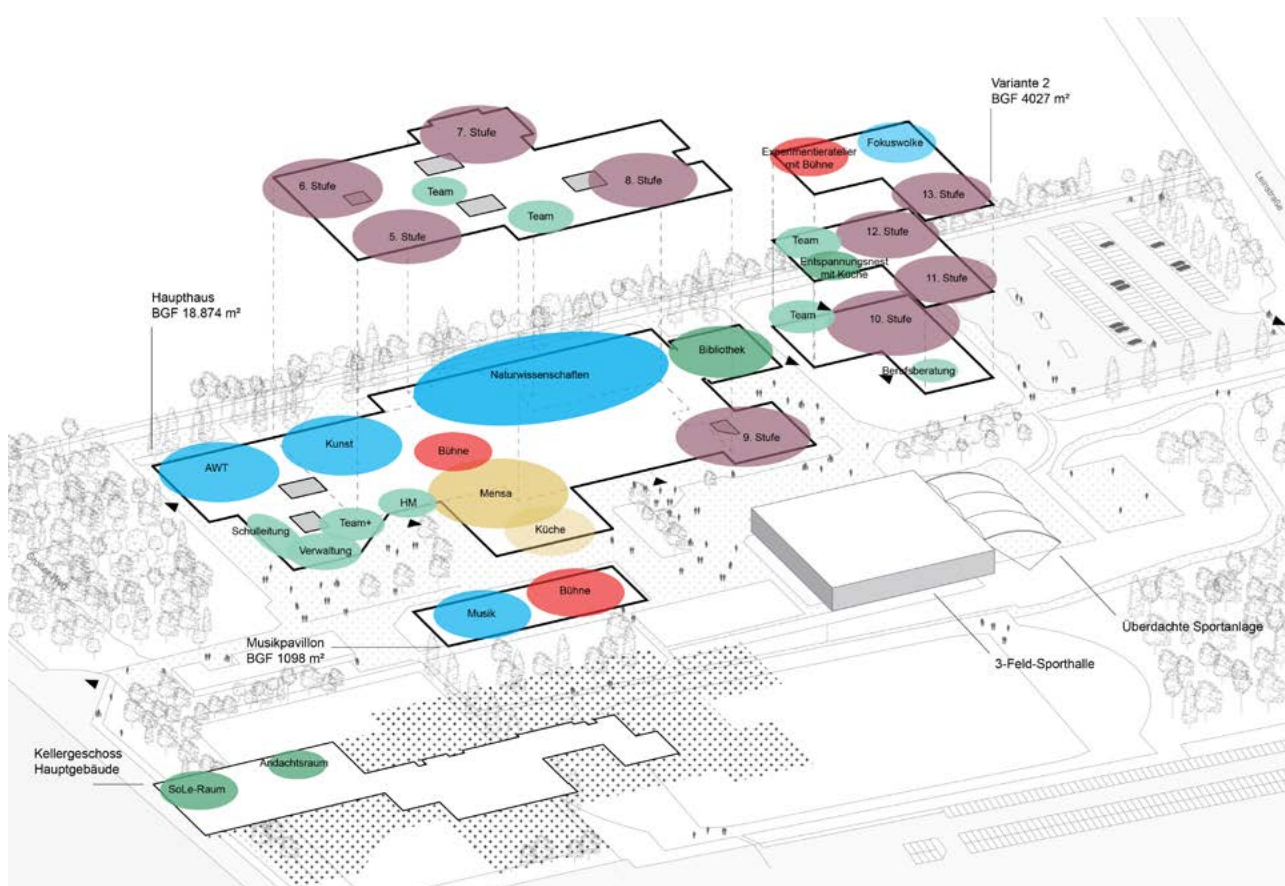 Variante 2
BGF 4027 m²
7. Stufe
6. Stufe
Team
8. Stufe
Team
5. Stufe
Experimentieratelier
mit Bühne
Fokuswolke
13. Stufe
Team
12. Stufe
Entspannungsnest
mit Küche
11. Stufe
Team
10. Stufe
Berufsberatung
Leinstraße
Haupthaus
BGF 18.874 m²
Naturwissenschaften
Bibliothek
Kunst
Bühne
9. Stufe
AWT
Mensa
HM
Team+
Küche
Schulleitung
Verwaltung
Musik
Bühne
Musikpavillon
BGF 1098 m²
Überdachte Sportanlage
3-Feld-Sporthalle
Kellergeschoss
Hauptgebäude
Andachtsraum
SoLe-Raum